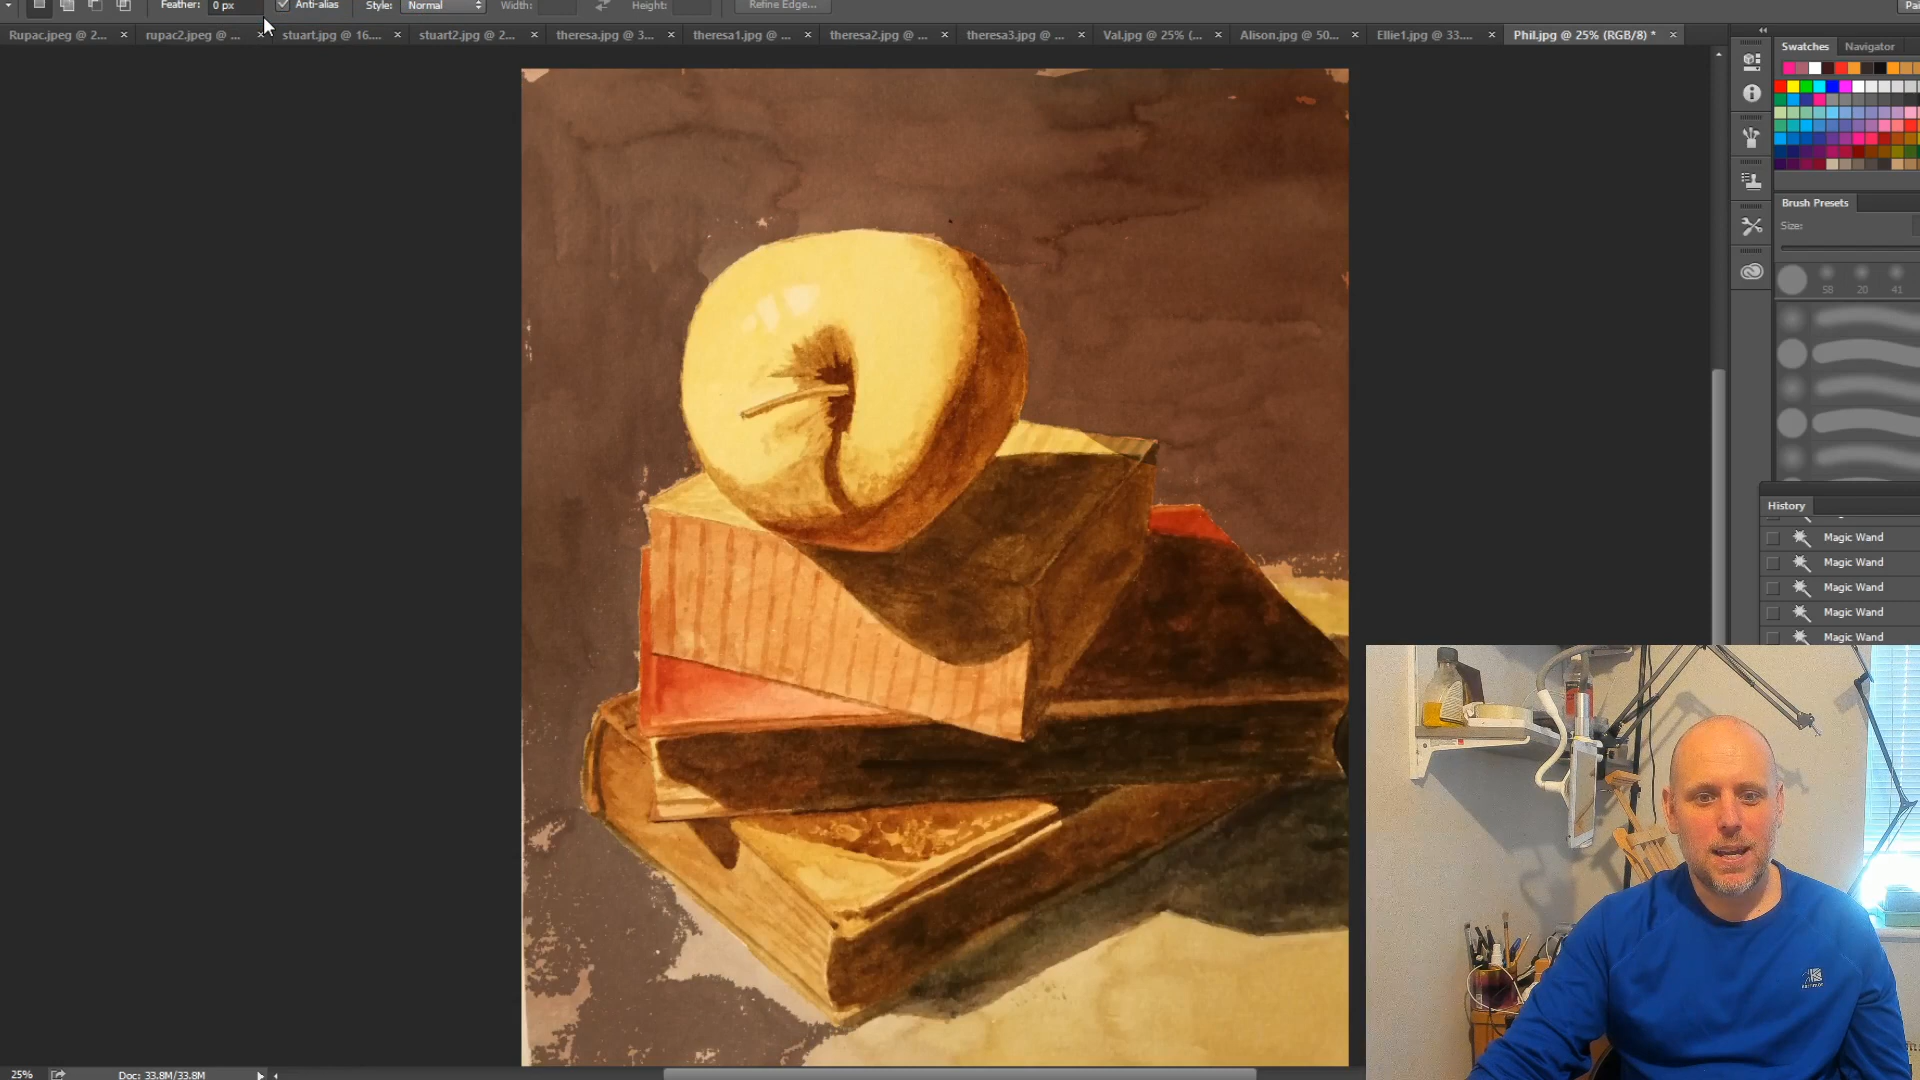 Feather: 0 px Anti-alias Style: Normal Width: Height: Refine Edge...
Rupac.jpeg @ 2... rupac2.jpeg @ ... stuart.jpg @ 16.... stuart2.jpg @ 2... theresa.jpg @ 3... theresa1.jpg @ ... theresa2.jpg @ ... theresa3.jpg @ ... Val.jpg @ 25% (... Alison.jpg @ 50... Ellie1.jpg @ 33.... Phil.jpg @ 25% (RGB/8) *
Swatches Navigator
Brush Presets
Size:
58 20 41
History
Magic Wand
Magic Wand
Magic Wand
Magic Wand
Magic Wand
25% Doc: 33.8M/33.8M